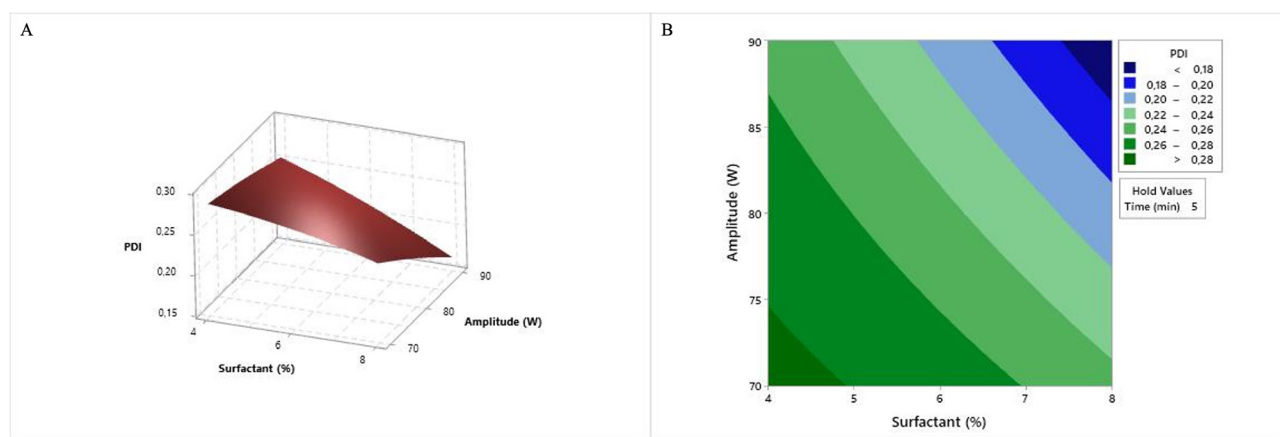 A
0,30
0,25
PDI
0,20
0,15
4
6
8
Surfactant (%)
70
80
90
Amplitude (W)
B
90
85
80
75
70
Amplitude (W)
4
5
6
7
8
Surfactant (%)
PDI
< 0,18
0,18 – 0,20
0,20 – 0,22
0,22 – 0,24
0,24 – 0,26
0,26 – 0,28
> 0,28
Hold Values
Time (min) 5